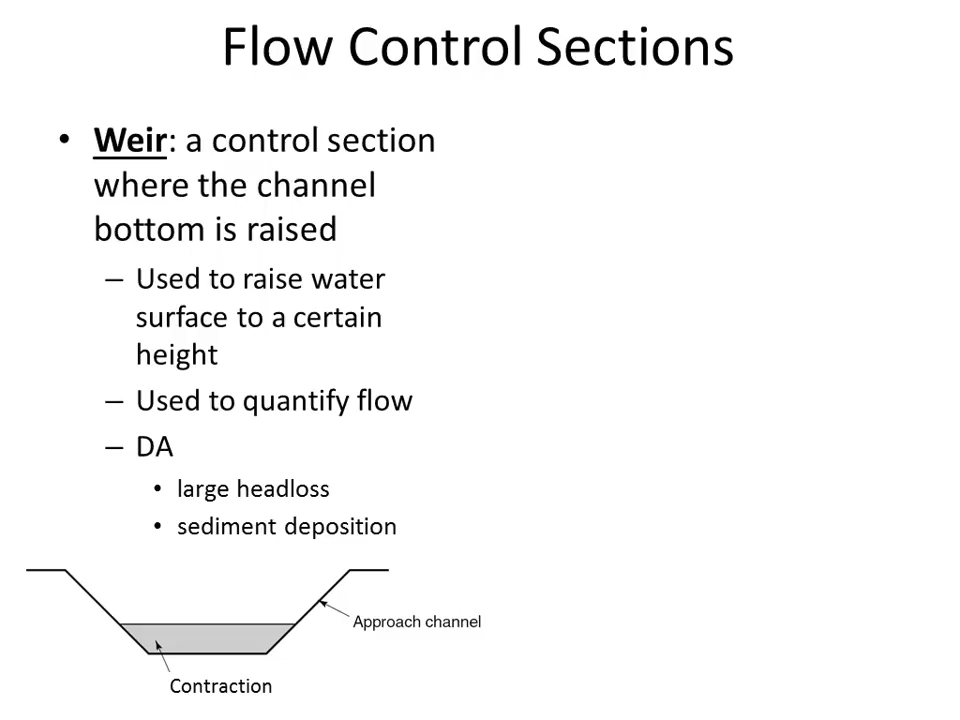 Flow Control Sections
• Weir: a control section
where the channel
bottom is raised
– Used to raise water
surface to a certain
height
– Used to quantify flow
– DA
• large headloss
• sediment deposition
Approach channel
Contraction